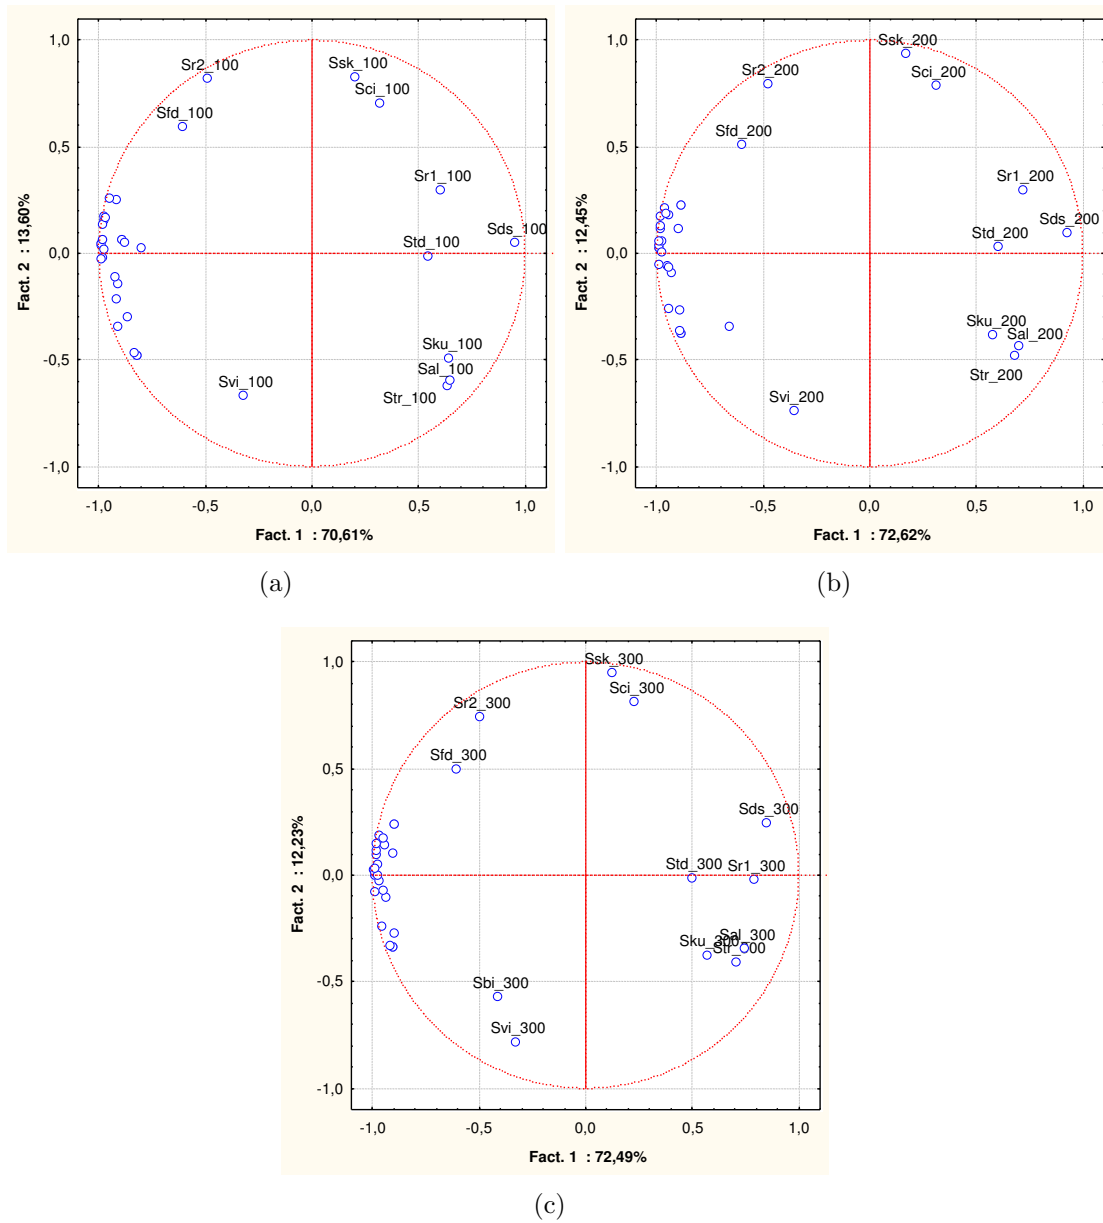 1,0
0,5
0,0
-0,5
-1,0
Fact. 2 : 13,60%
Sr2_100
Ssk_100
Sci_100
Sfd_100
Sr1_100
Sds_100
Std_100
Sku_100
Sal_100
Str_100
Svi_100
-1,0 -0,5 0,0 0,5 1,0
Fact. 1 : 70,61%
(a)
1,0
0,5
0,0
-0,5
-1,0
Fact. 2 : 12,45%
Ssk_200
Sr2_200
Sci_200
Sfd_200
Sr1_200
Sds_200
Std_200
Sku_200
Sal_200
Str_200
Svi_200
-1,0 -0,5 0,0 0,5 1,0
Fact. 1 : 72,62%
(b)
1,0
0,5
0,0
-0,5
-1,0
Fact. 2 : 12,23%
Ssk_300
Sci_300
Sr2_300
Sfd_300
Sds_300
Std_300 Sr1_300
Sal_300
Sku_300
Str_300
Sbi_300
Svi_300
-1,0 -0,5 0,0 0,5 1,0
Fact. 1 : 72,49%
(c)